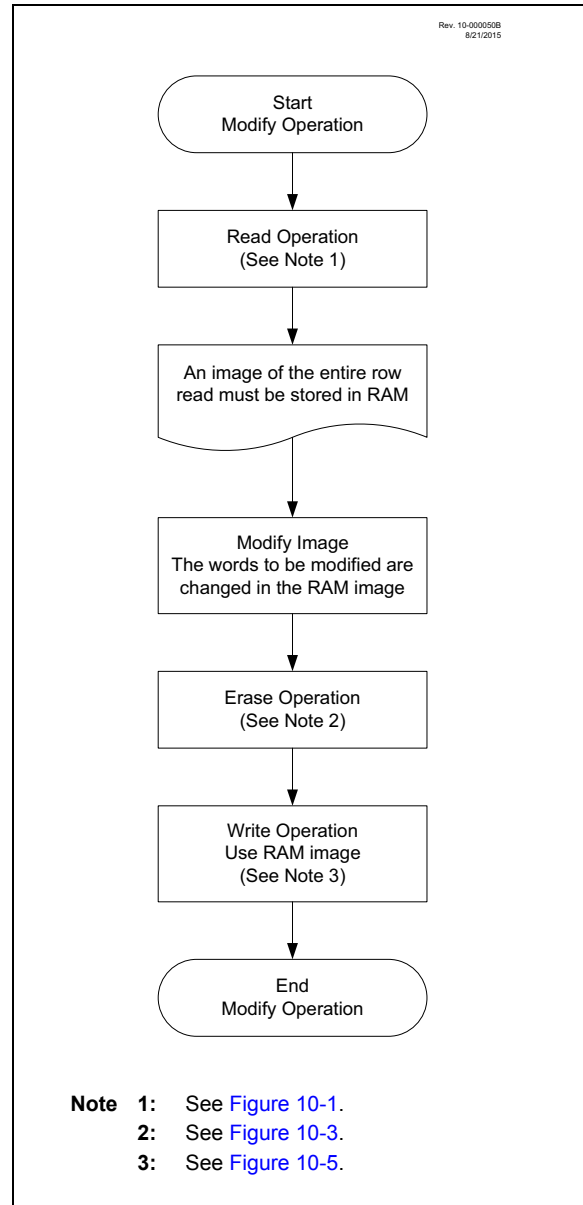 Rev. 10-000050B
8/21/2015
Start
Modify Operation
Read Operation
(See Note 1)
An image of the entire row
read must be stored in RAM
Modify Image
The words to be modified are
changed in the RAM image
Erase Operation
(See Note 2)
Write Operation
Use RAM image
(See Note 3)
End
Modify Operation
Note 1: See Figure 10-1.
2: See Figure 10-3.
3: See Figure 10-5.